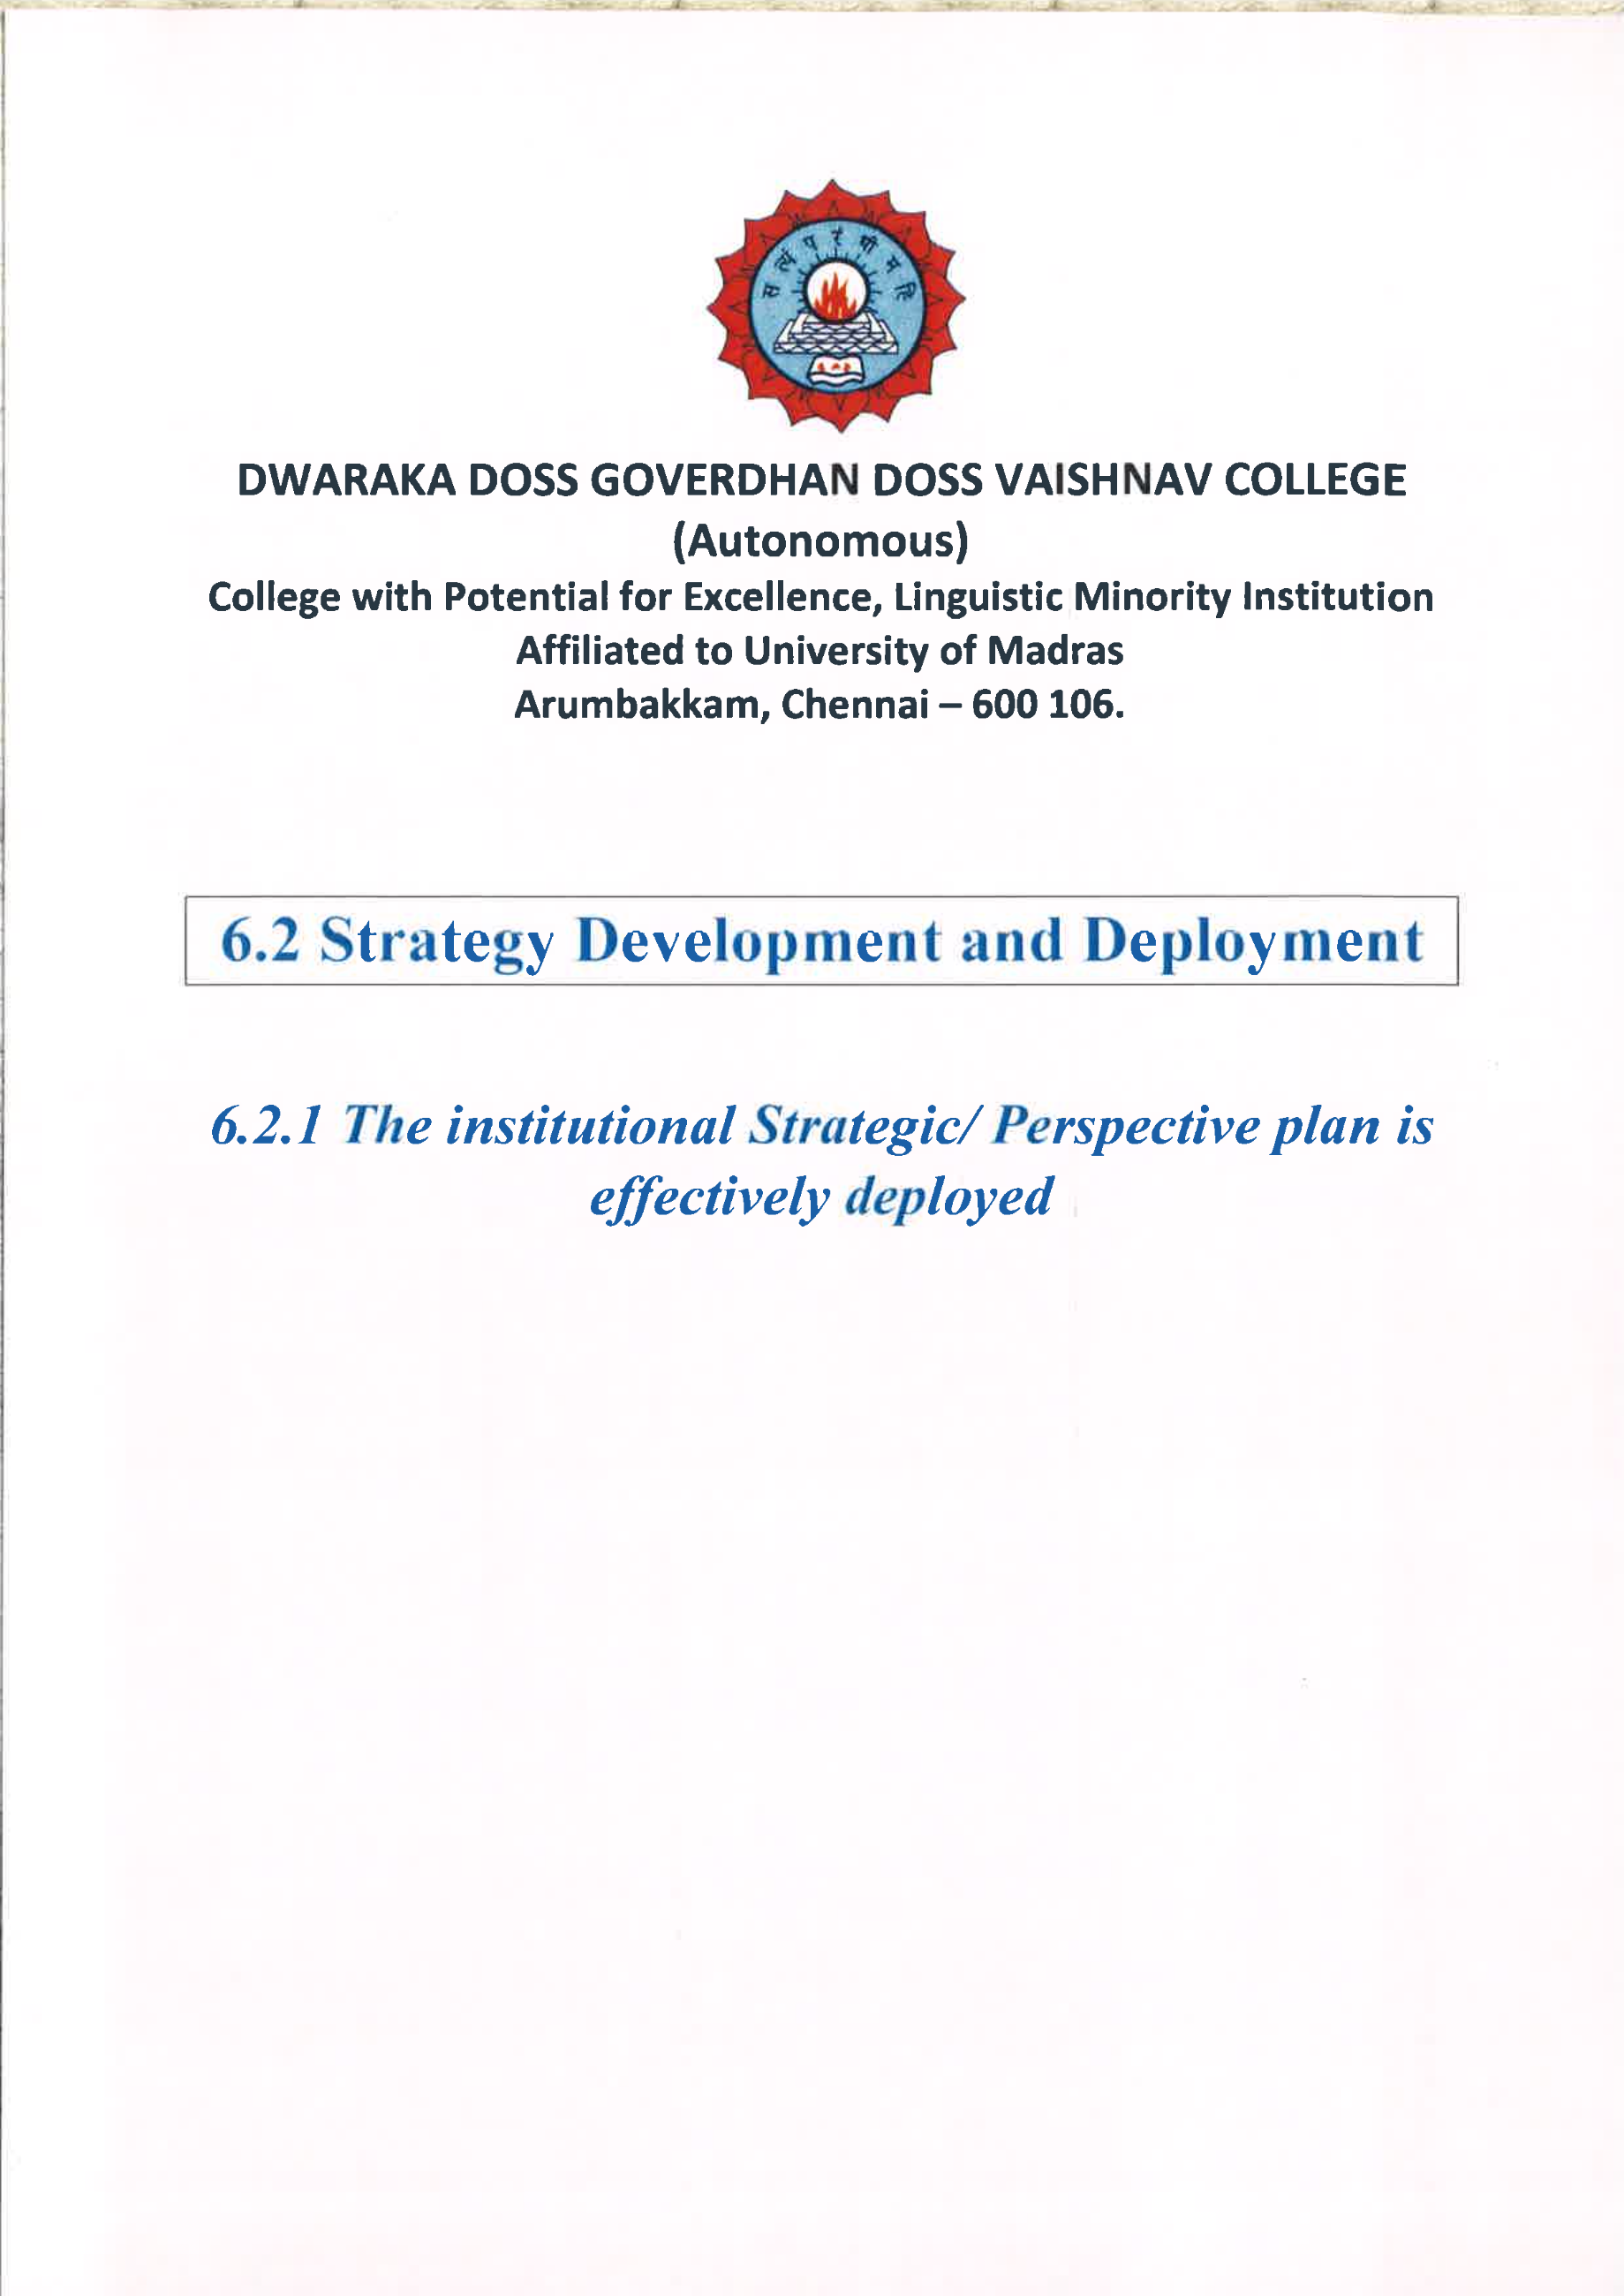 स त्यं प रं धी म हि
DWARAKA DOSS GOVERDHAN DOSS VAISHNAV COLLEGE
(Autonomous)
College with Potential for Excellence, Linguistic Minority Institution
Affiliated to University of Madras
Arumbakkam, Chennai – 600 106.
6.2 Strategy Development and Deployment
6.2.1 The institutional Strategic/ Perspective plan is
effectively deployed